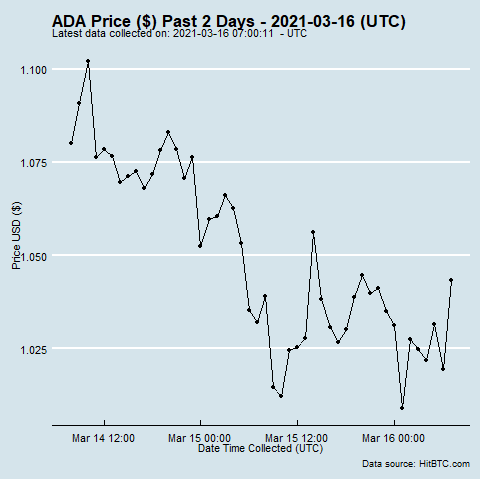 ADA Price ($) Past 2 Days - 2021-03-16 (UTC)
Latest data collected on: 2021-03-16 07:00:11  - UTC
1.100
1.075
1.050
1.025
Price USD ($)
Mar 14 12:00
Mar 15 00:00
Mar 15 12:00
Mar 16 00:00
Date Time Collected (UTC)
Data source: HitBTC.com